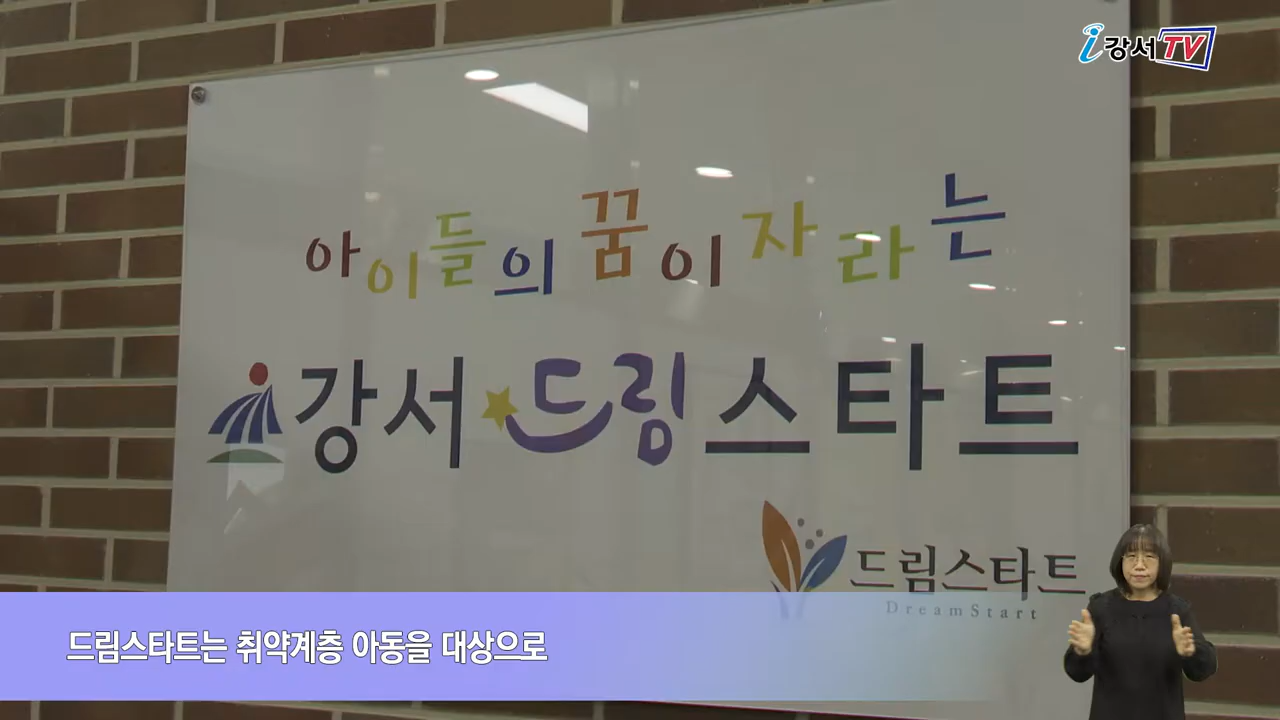 i강서TV
아이들의 꿈이 자라는
강서 드림스타트
드림스타트
DreamStart
드림스타트는 취약계층 아동을 대상으로